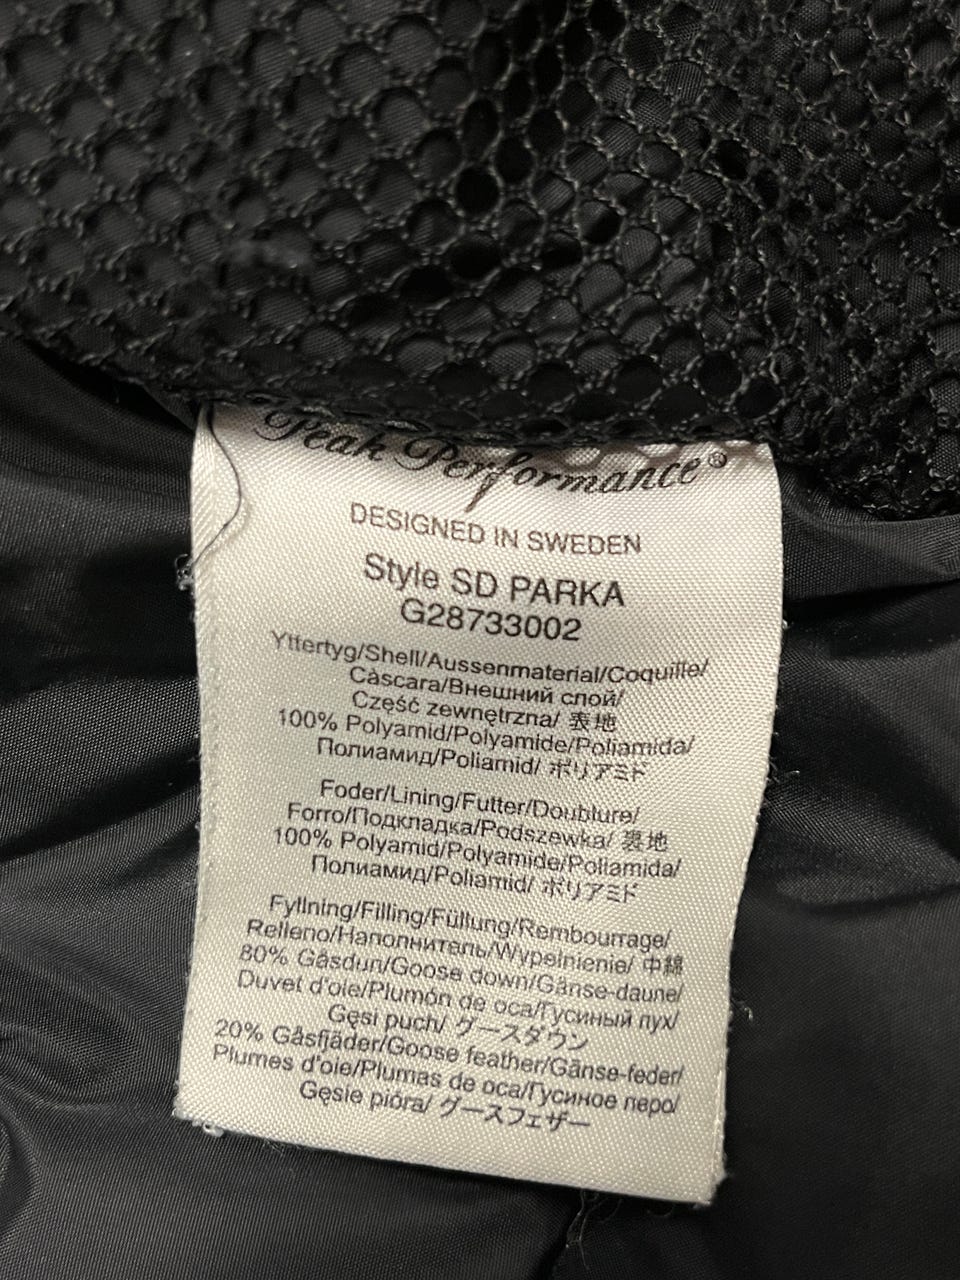 Peak Performance®
DESIGNED IN SWEDEN
Style SD PARKA
G28733002
Yttertyg/Shell/Aussenmaterial/Coquille/
Càscara/Внешний слой/
Część zewnętrzna/ 表地
100% Polyamid/Polyamide/Poliamida/
Полиамид/Poliamid/ ポリアミド
Foder/Lining/Futter/Doublure/
Forro/Подкладка/Podszewka/ 裏地
100% Polyamid/Polyamide/Poliamida/
Полиамид/Poliamid/ ポリアミド
Fyllning/Filling/Füllung/Rembourrage/
Relleno/Наполнитель/Wypełnienie/ 中綿
80% Gåsdun/Goose down/Gänse-daune/
Duvet d'oie/Plumón de oca/Гусиный пух/
Gęsi puch/ グースダウン
20% Gåsfjäder/Goose feather/Gänse-feder/
Plumes d'oie/Plumas de oca/Гусиное перо/
Gęsie pióra/ グースフェザー